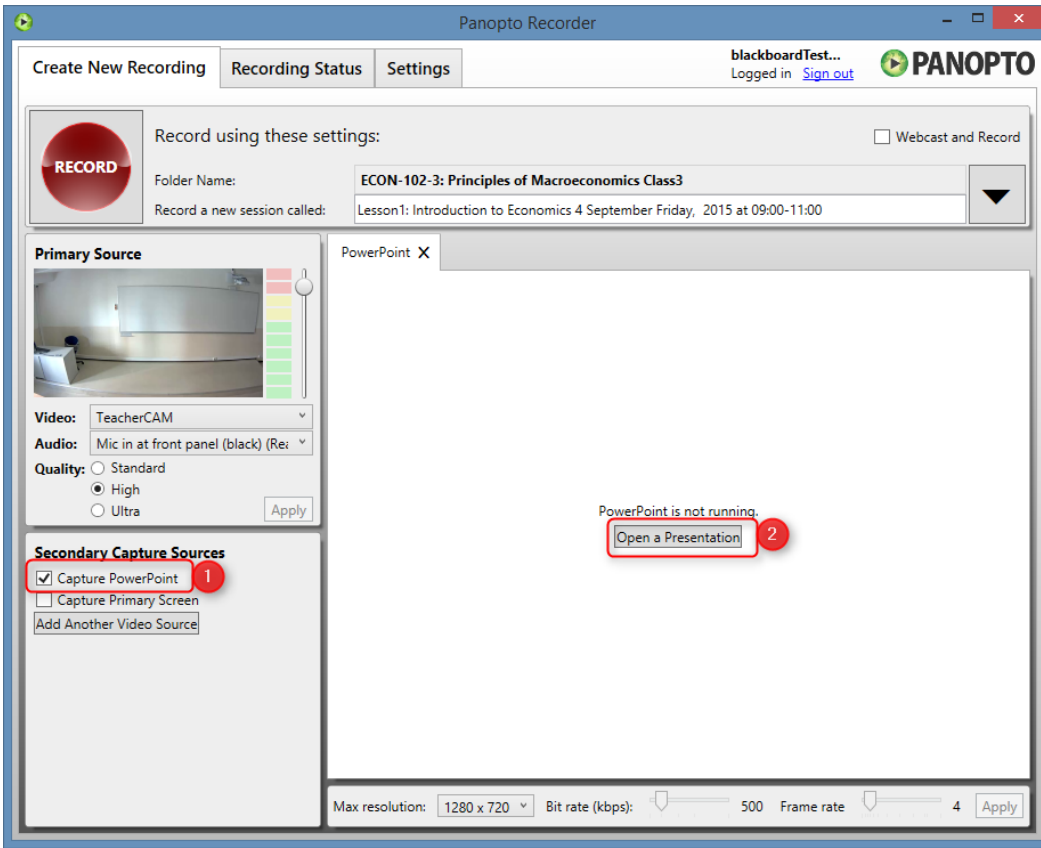 Panopto Recorder
Create New Recording Recording Status Settings
blackboardTest...
Logged in Sign out
PANOPTO
RECORD
Record using these settings:
Webcast and Record
Folder Name: ECON-102-3: Principles of Macroeconomics Class3
Record a new session called: Lesson1: Introduction to Economics 4 September Friday, 2015 at 09:00-11:00
Primary Source
Video: TeacherCAM
Audio: Mic in at front panel (black) (Rea
Quality: Standard
High
Ultra
Apply
Secondary Capture Sources
Capture PowerPoint 1
Capture Primary Screen
Add Another Video Source
PowerPoint X
PowerPoint is not running.
Open a Presentation 2
Max resolution: 1280 x 720 Bit rate (kbps): 500 Frame rate 4 Apply